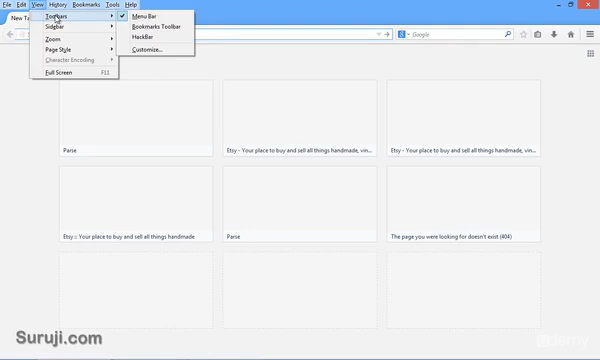 File Edit View History Bookmarks Tools Help
New Ta
Toolbars
Menu Bar
Sidebar
Bookmarks Toolbar
HackBar
Google
Zoom
Page Style
Customize...
Character Encoding
Full Screen F11
Parse
Etsy - Your place to buy and sell all things handmade, vin...
Etsy - Your place to buy and sell all things handmade, vin...
Etsy :: Your place to buy and sell all things handmade
Parse
The page you were looking for doesn't exist (404)
Suruji.com